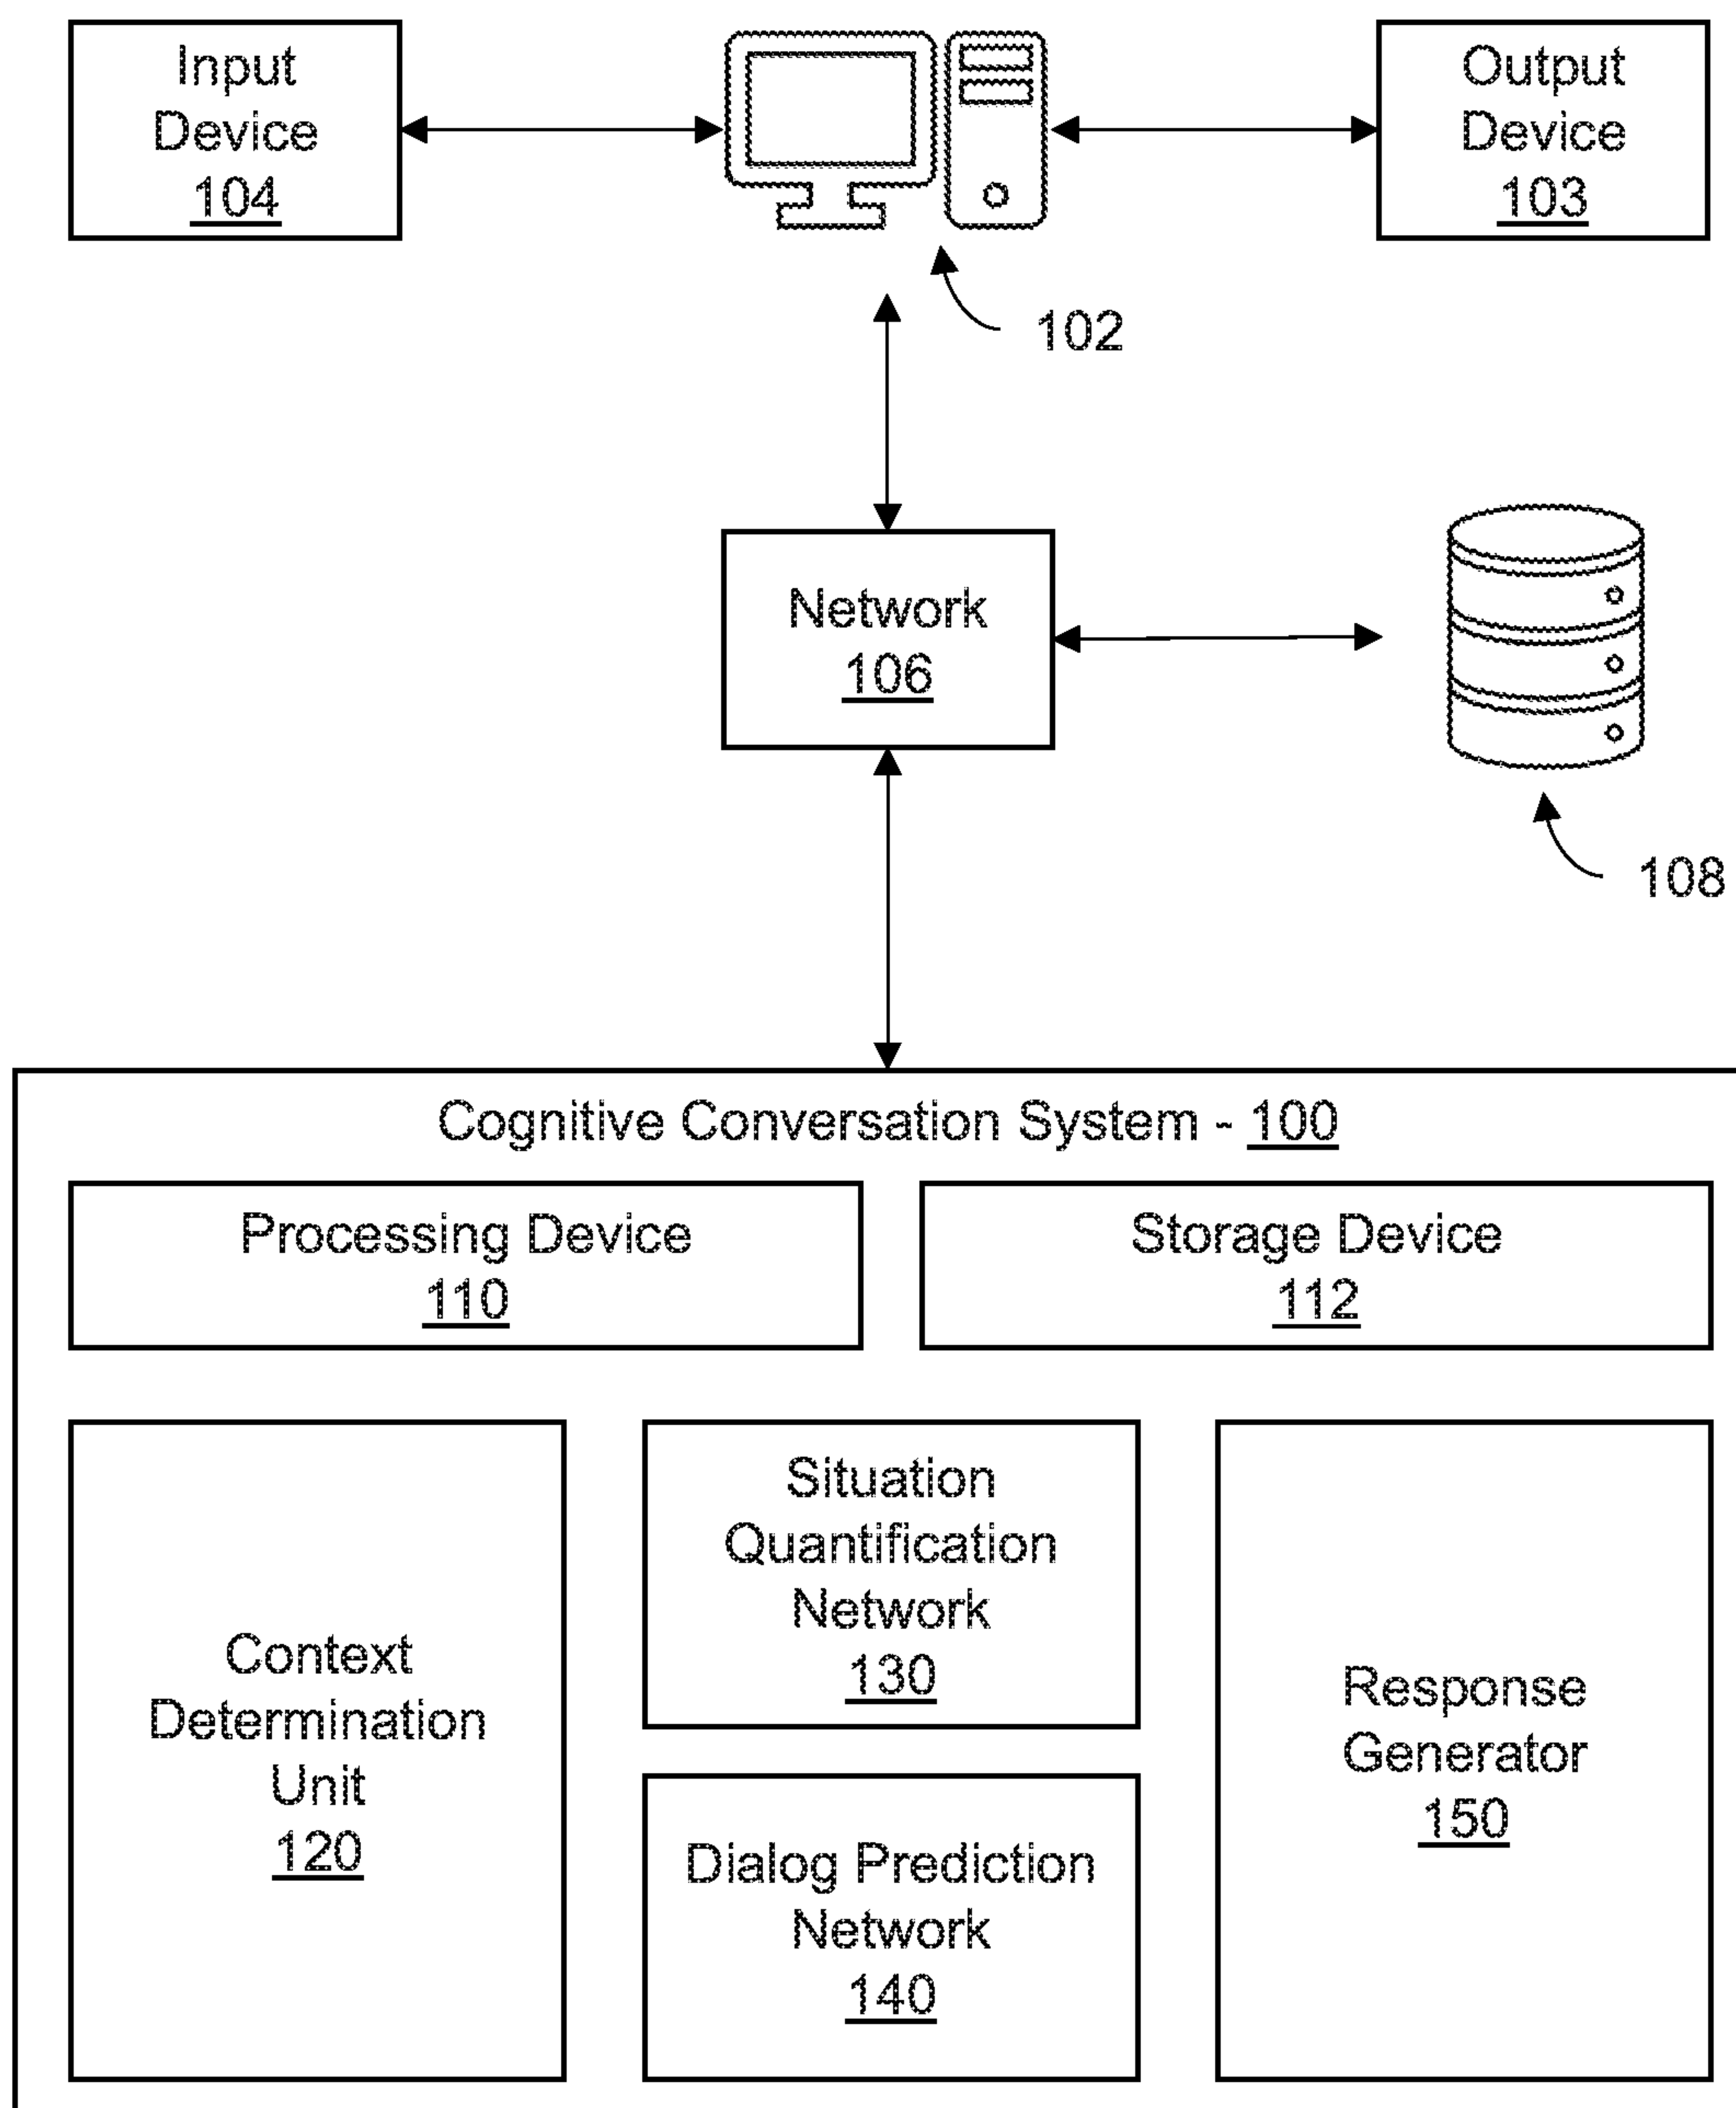 Input
Device
104
Output
Device
103
102
Network
106
108
Cognitive Conversation System - 100
Processing Device
110
Storage Device
112
Context
Determination
Unit
120
Situation
Quantification
Network
130
Dialog Prediction
Network
140
Response
Generator
150